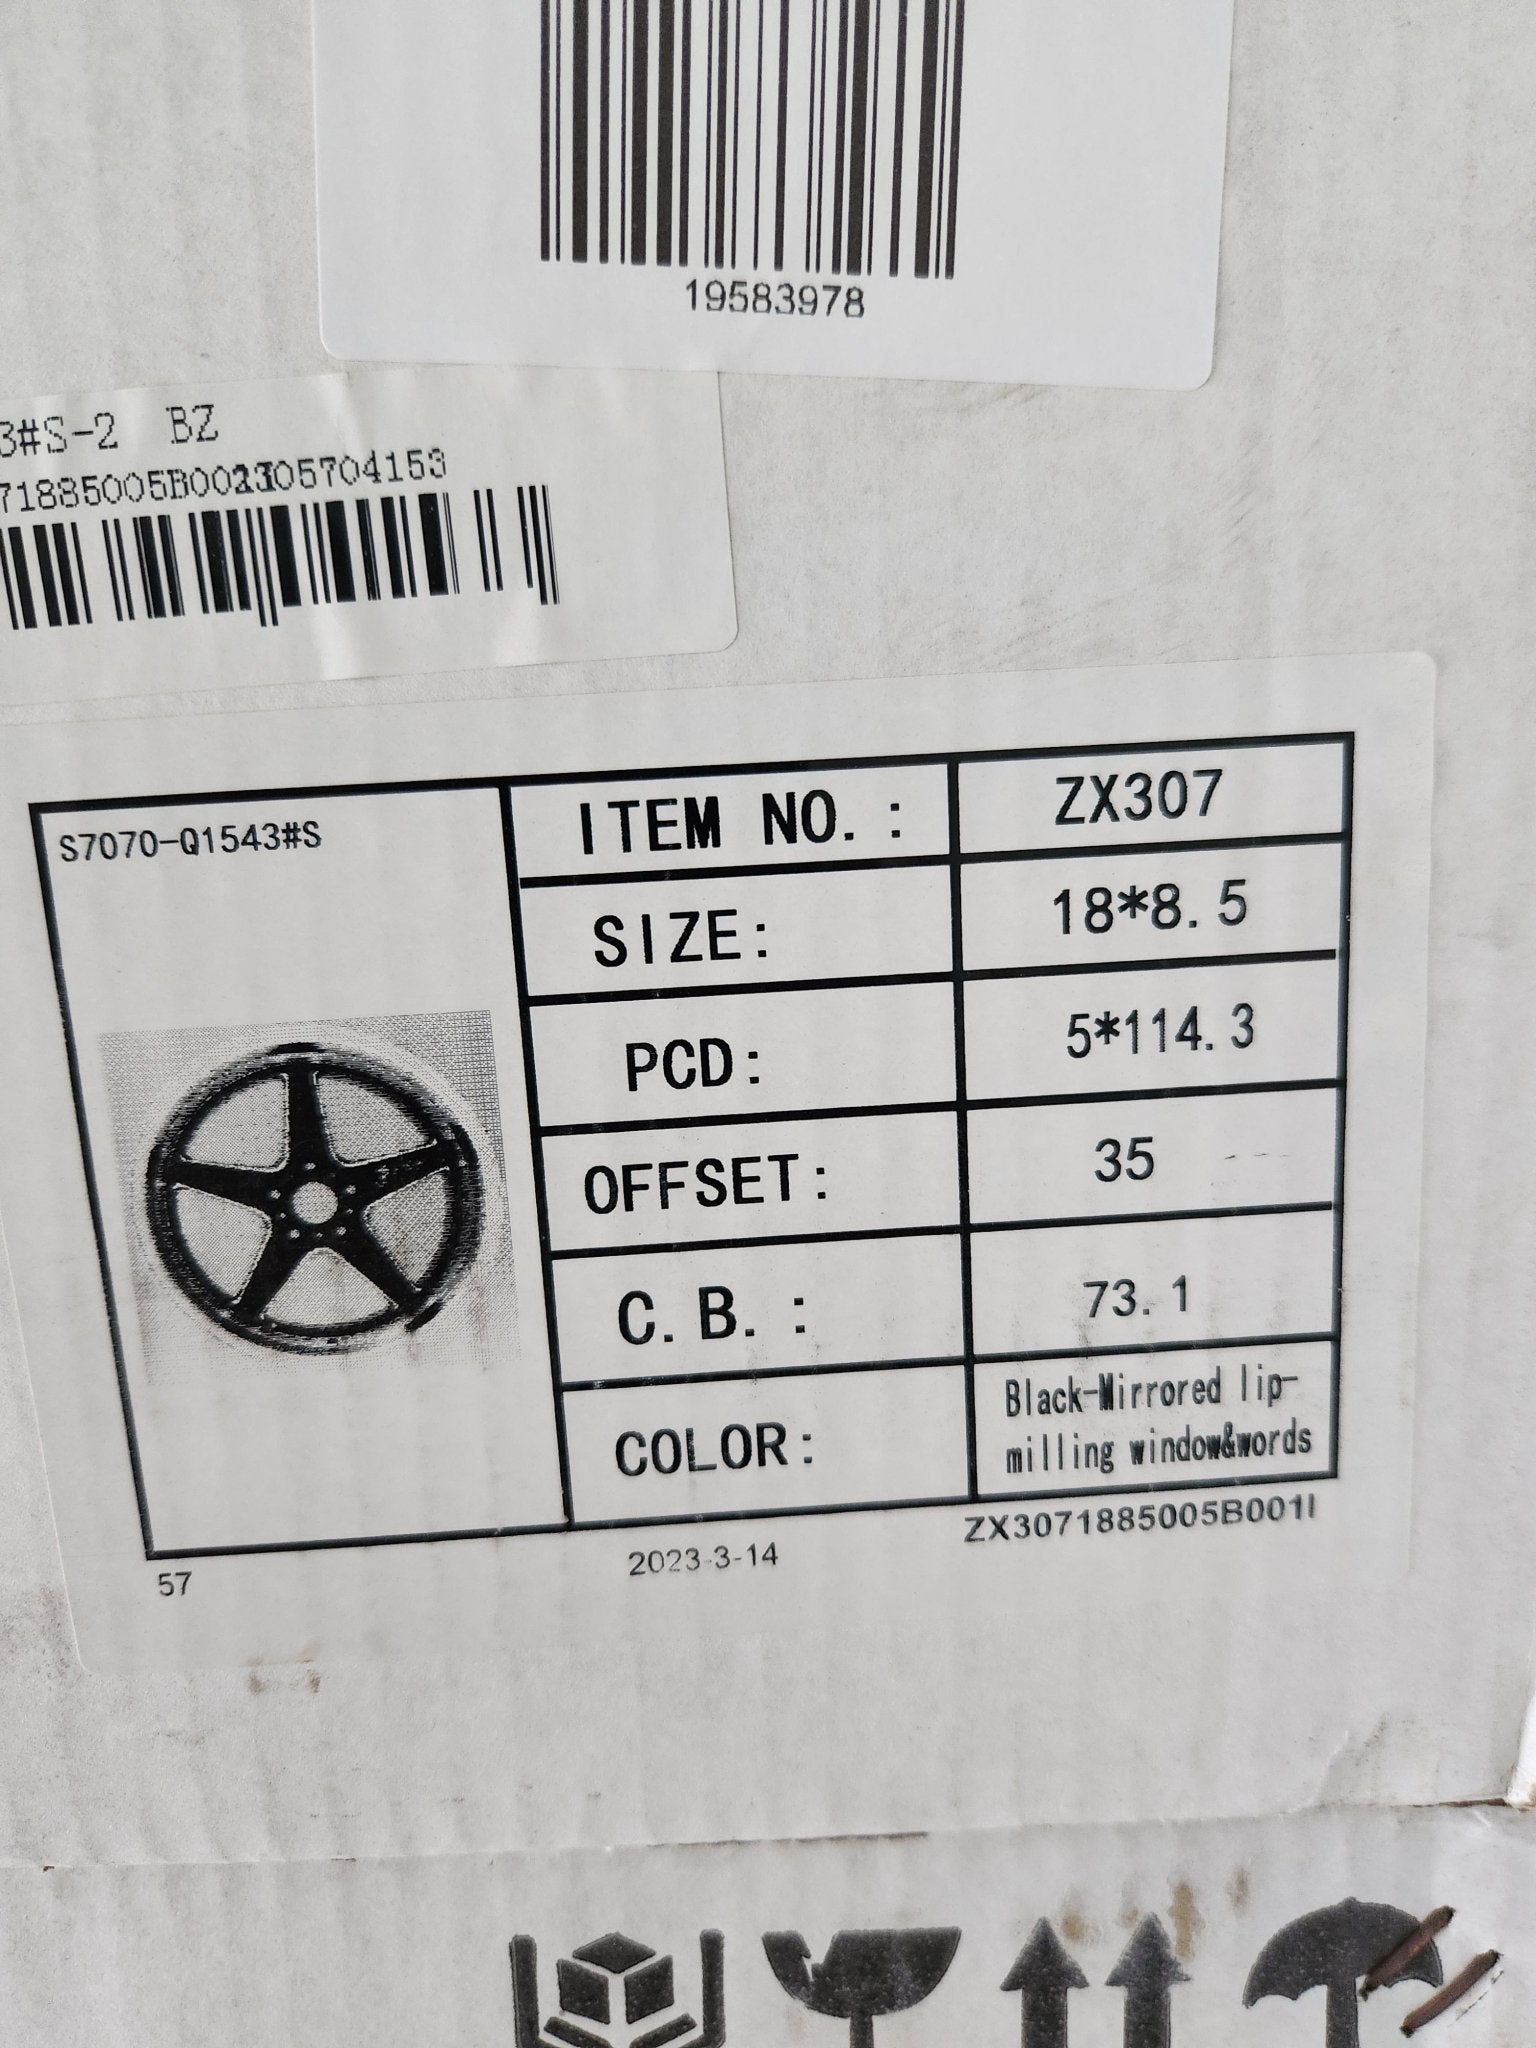 19583978
3#S-2 BZ
S7070-Q1543#S
ITEM NO.: ZX307
SIZE: 18*8.5
PCD: 5*114.3
OFFSET: 35
C.B.: 73.1
COLOR: Black-Mirrored lip-
milling window&words
ZX3071885005B001I
57 2023-3-14